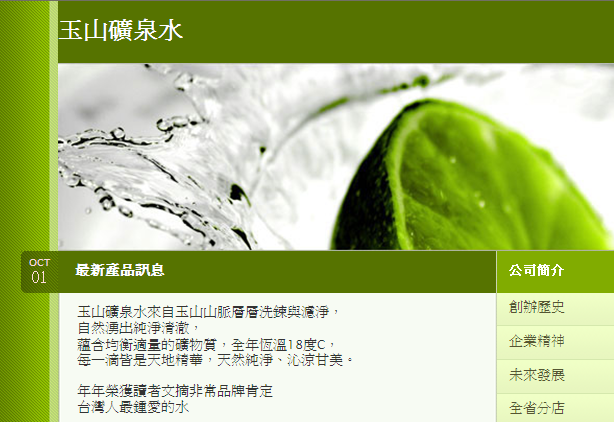 玉山礦泉水
OCT
01
最新產品訊息
公司簡介
玉山礦泉水來自玉山山脈層層洗鍊與濾淨，
自然湧出純淨清澈，
蘊含均衡適量的礦物質，全年恆溫18度C，
每一滴皆是天地精華，天然純淨、沁涼甘美。
年年榮獲讀者文摘非常品牌肯定
台灣人最鍾愛的水
創辦歷史
企業精神
未來發展
全省分店